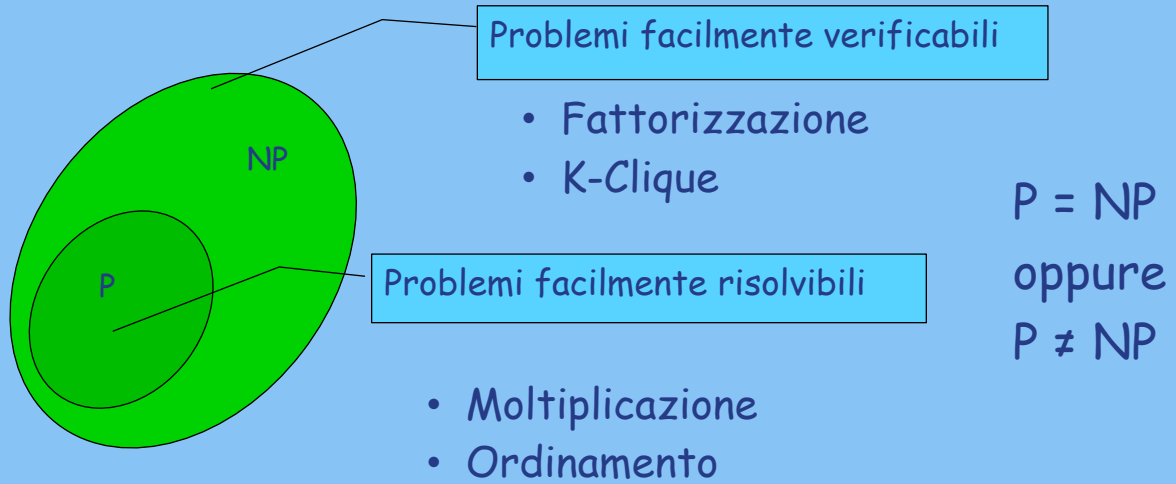 Problemi facilmente verificabili
• Fattorizzazione
• K-Clique
NP
P
Problemi facilmente risolvibili
• Moltiplicazione
• Ordinamento
P = NP
oppure
P ≠ NP